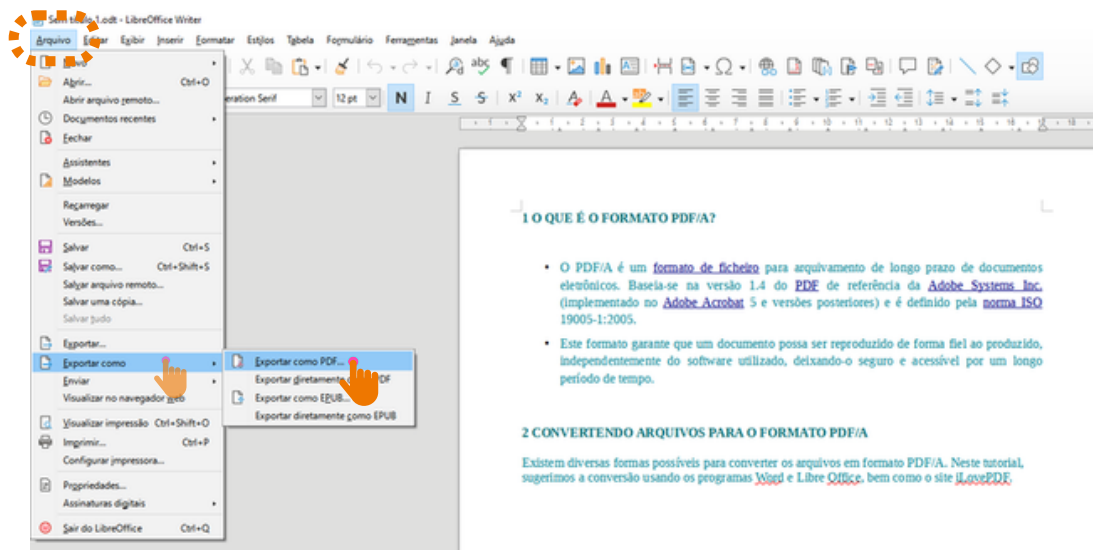 Sem título 1.odt - LibreOffice Writer
Arquivo Editar Exibir Inserir Formatar Estilos Tabela Formulário Ferramentas Janela Ajuda
Novo
Abrir... Ctrl+O
Abrir arquivo remoto...
Documentos recentes
Fechar
Assistentes
Modelos
Recarregar
Versões...
Salvar Ctrl+S
Salvar como... Ctrl+Shift+S
Salvar arquivo remoto...
Salvar uma cópia...
Salvar tudo
Exportar...
Exportar como
Enviar
Visualizar no navegador web
Visualizar impressão Ctrl+Shift+O
Imprimir... Ctrl+P
Configurar impressora...
Propriedades...
Assinaturas digitais
Sair do LibreOffice Ctrl+Q
Exportar como PDF...
Exportar diretamente PDF
Exportar como EPUB...
Exportar diretamente como EPUB
eration Serif 12 pt N I S S X² X₂ A A
1 O QUE É O FORMATO PDF/A?
• O PDF/A é um formato de ficheiro para arquivamento de longo prazo de documentos
eletrônicos. Baseia-se na versão 1.4 do PDF de referência da Adobe Systems Inc.
(implementado no Adobe Acrobat 5 e versões posteriores) e é definido pela norma ISO
19005-1:2005.
• Este formato garante que um documento possa ser reproduzido de forma fiel ao produzido,
independentemente do software utilizado, deixando-o seguro e acessível por um longo
período de tempo.
2 CONVERTENDO ARQUIVOS PARA O FORMATO PDF/A
Existem diversas formas possíveis para converter os arquivos em formato PDF/A. Neste tutorial,
sugerimos a conversão usando os programas Word e Libre Office, bem como o site iLovePDF.